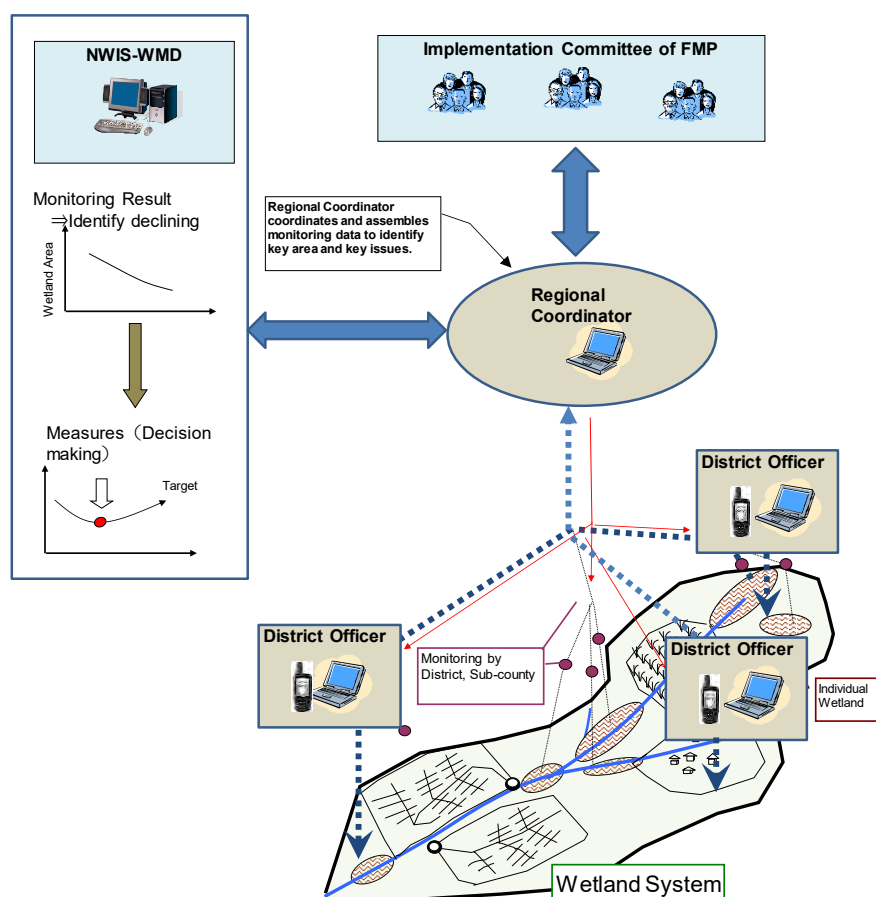 NWIS-WMD
Implementation Committee of FMP
Monitoring Result
⇒Identify declining
Wetland Area
Year
Measures（Decision
making）
Target
Regional Coordinator
coordinates and assembles
monitoring data to identify
key area and key issues.
Regional
Coordinator
District Officer
District Officer
Monitoring by
District, Sub-county
District Officer
Individual
Wetland
Wetland System